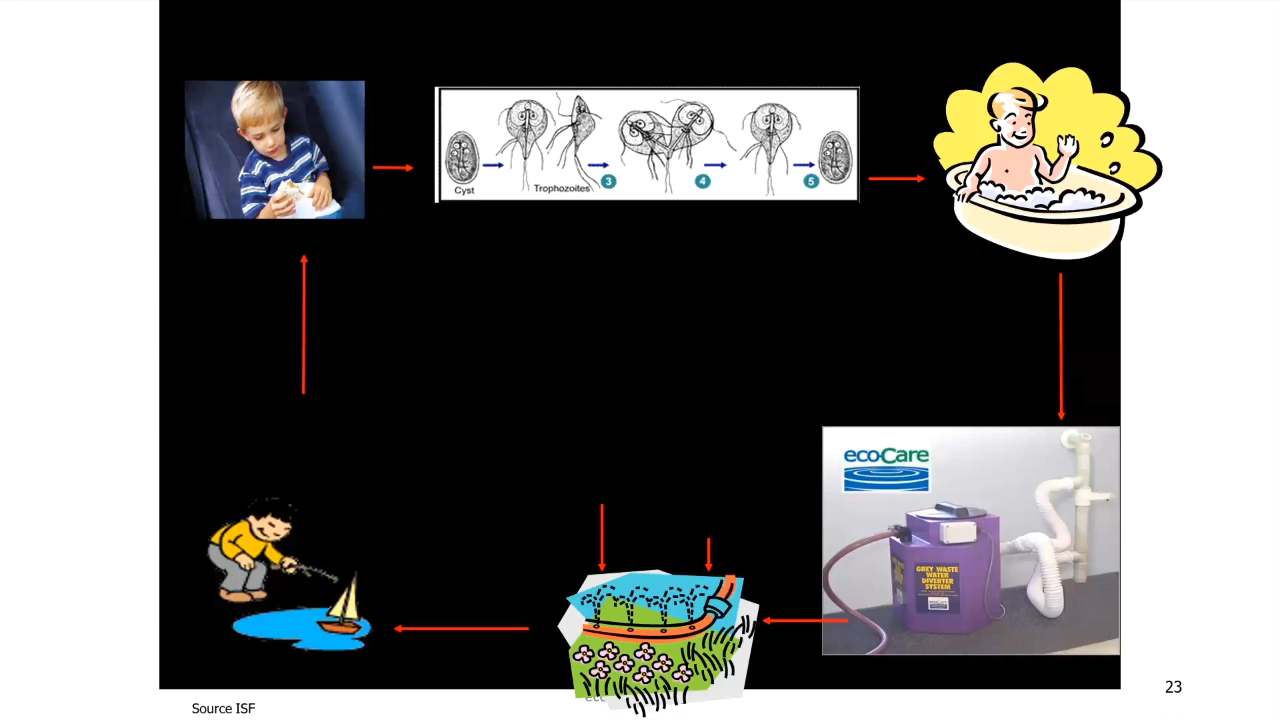 Cyst
Trophozoites
3
4
5
ecoCare
GREY WASTE
WATER
DIVERTER
SYSTEM
23
Source ISF